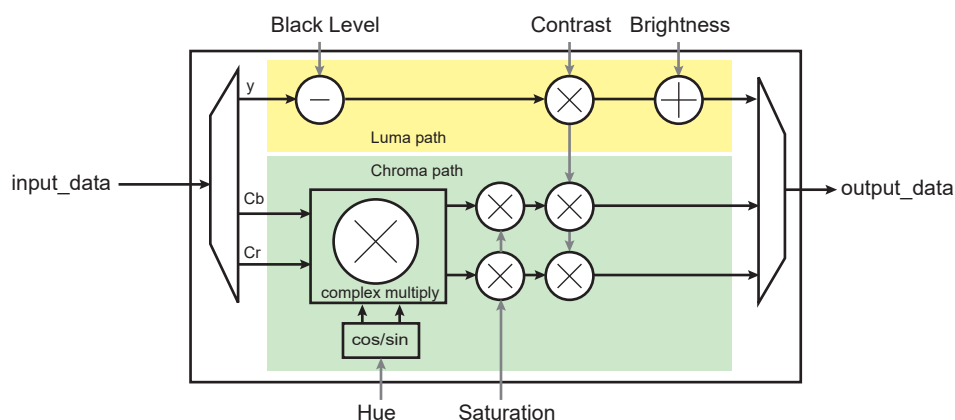 Black Level
Contrast
Brightness
y
Luma path
Chroma path
input_data
Cb
output_data
Cr
complex multiply
cos/sin
Hue
Saturation